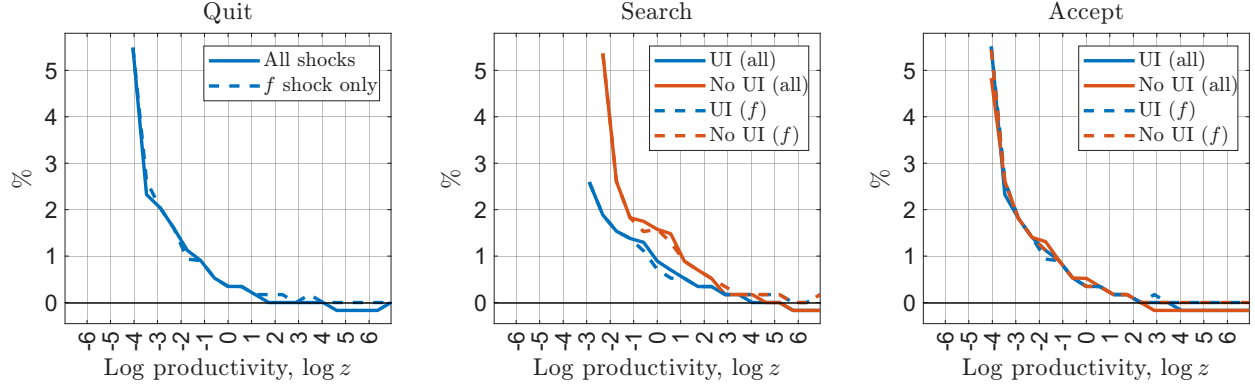 Quit
%
5
4
3
2
1
0
All shocks
f shock only
-6 -5 -4 -3 -2 -1 0 1 2 3 4 5 6
Log productivity, log z
Search
%
5
4
3
2
1
0
UI (all)
No UI (all)
UI (f)
No UI (f)
-6 -5 -4 -3 -2 -1 0 1 2 3 4 5 6
Log productivity, log z
Accept
%
5
4
3
2
1
0
UI (all)
No UI (all)
UI (f)
No UI (f)
-6 -5 -4 -3 -2 -1 0 1 2 3 4 5 6
Log productivity, log z